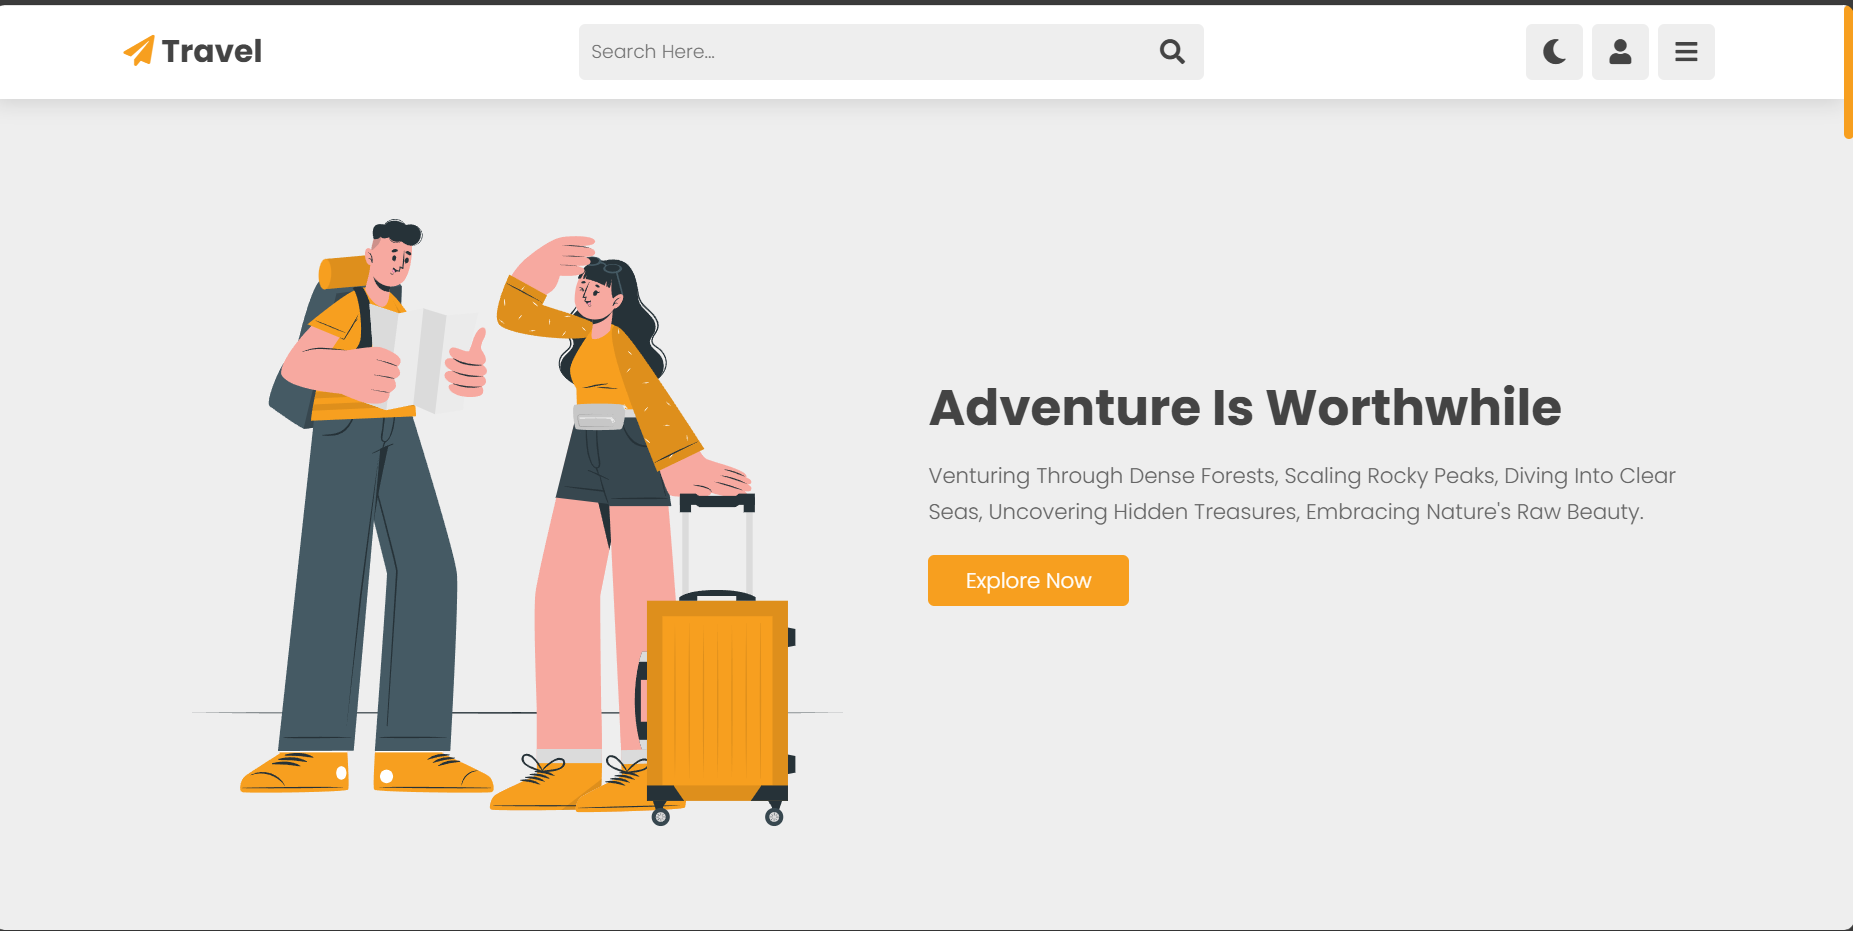 Travel
Search Here...
Adventure Is Worthwhile
Venturing Through Dense Forests, Scaling Rocky Peaks, Diving Into Clear
Seas, Uncovering Hidden Treasures, Embracing Nature's Raw Beauty.
Explore Now